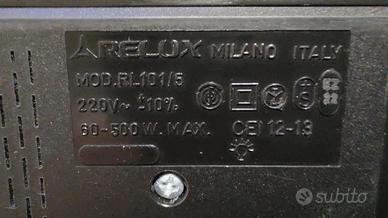 ARELUX MILANO ITALY
MOD. RL101/5
220V~ ±10%
60-500 W. MAX. CEI 12-13
subito